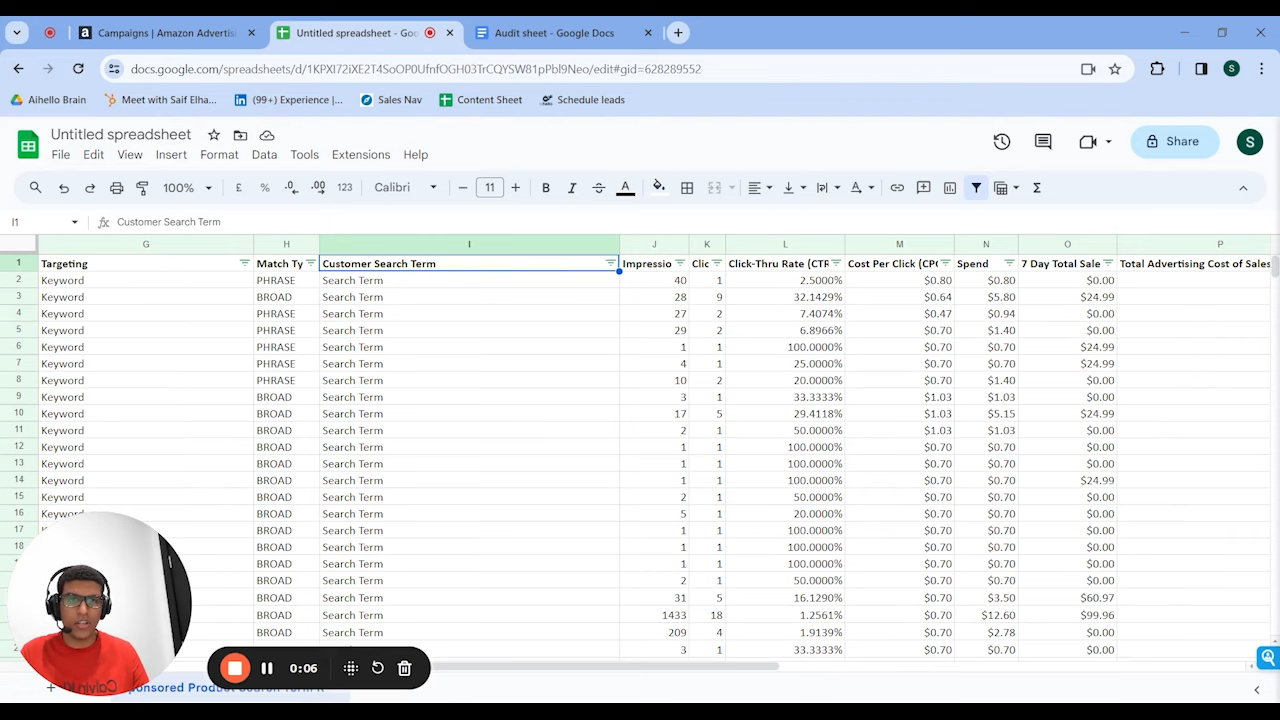 Campaigns | Amazon Advertis
Untitled spreadsheet - Goo
Audit sheet - Google Docs
docs.google.com/spreadsheets/d/1KPXI72iXE2T4SoOP0UfnfOGH03TrCQYSW81pPbl9Neo/edit#gid=628289552
Aihello Brain
Meet with Saif Elha...
(99+) Experience |...
Sales Nav
Content Sheet
Schedule leads
Untitled spreadsheet
File Edit View Insert Format Data Tools Extensions Help
Share
S
100% £ % .0 .00 123 Calibri 11 B I S A
I1 Customer Search Term
G H I J K L M N O P
1 Targeting Match Ty Customer Search Term Impressio Clic Click-Thru Rate (CTR Cost Per Click (CPC Spend 7 Day Total Sale Total Advertising Cost of Sales
2 Keyword PHRASE Search Term 40 1 2.5000% $0.80 $0.80 $0.00
3 Keyword BROAD Search Term 28 9 32.1429% $0.64 $5.80 $24.99
4 Keyword PHRASE Search Term 27 2 7.4074% $0.47 $0.94 $0.00
5 Keyword PHRASE Search Term 29 2 6.8966% $0.70 $1.40 $0.00
6 Keyword PHRASE Search Term 1 1 100.0000% $0.70 $0.70 $24.99
7 Keyword PHRASE Search Term 4 1 25.0000% $0.70 $0.70 $24.99
8 Keyword PHRASE Search Term 10 2 20.0000% $0.70 $1.40 $0.00
9 Keyword BROAD Search Term 3 1 33.3333% $1.03 $1.03 $0.00
10 Keyword BROAD Search Term 17 5 29.4118% $1.03 $5.15 $24.99
11 Keyword BROAD Search Term 2 1 50.0000% $1.03 $1.03 $0.00
12 Keyword BROAD Search Term 1 1 100.0000% $0.70 $0.70 $0.00
13 Keyword BROAD Search Term 1 1 100.0000% $0.70 $0.70 $0.00
14 Keyword BROAD Search Term 1 1 100.0000% $0.70 $0.70 $24.99
15 Keyword BROAD Search Term 2 1 50.0000% $0.70 $0.70 $0.00
16 Keyword BROAD Search Term 5 1 20.0000% $0.70 $0.70 $0.00
17 BROAD Search Term 1 1 100.0000% $0.70 $0.70 $0.00
18 BROAD Search Term 1 1 100.0000% $0.70 $0.70 $0.00
BROAD Search Term 1 1 100.0000% $0.70 $0.70 $0.00
BROAD Search Term 2 1 50.0000% $0.70 $0.70 $0.00
BROAD Search Term 31 5 16.1290% $0.70 $3.50 $60.97
BROAD Search Term 1433 18 1.2561% $0.70 $12.60 $99.96
BROAD Search Term 209 4 1.9139% $0.70 $2.78 $0.00
3 1 33.3333% $0.70 $0.70 $0.00
0:06
ponsored Product Search Term R